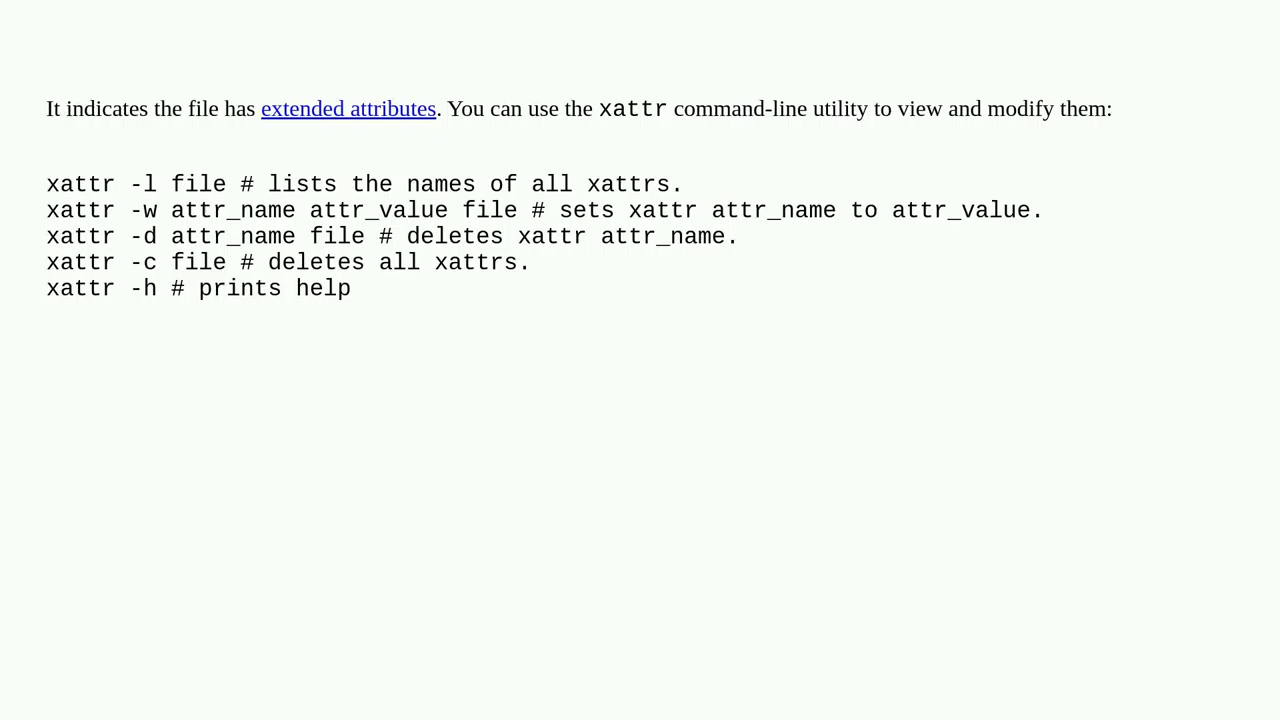 It indicates the file has extended attributes. You can use the xattr command-line utility to view and modify them:
xattr -l file # lists the names of all xattrs.
xattr -w attr_name attr_value file # sets xattr attr_name to attr_value.
xattr -d attr_name file # deletes xattr attr_name.
xattr -c file # deletes all xattrs.
xattr -h # prints help